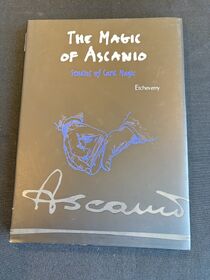 The Magic
of Ascanio
Studies of Card Magic
Etcheverry
Ascanio